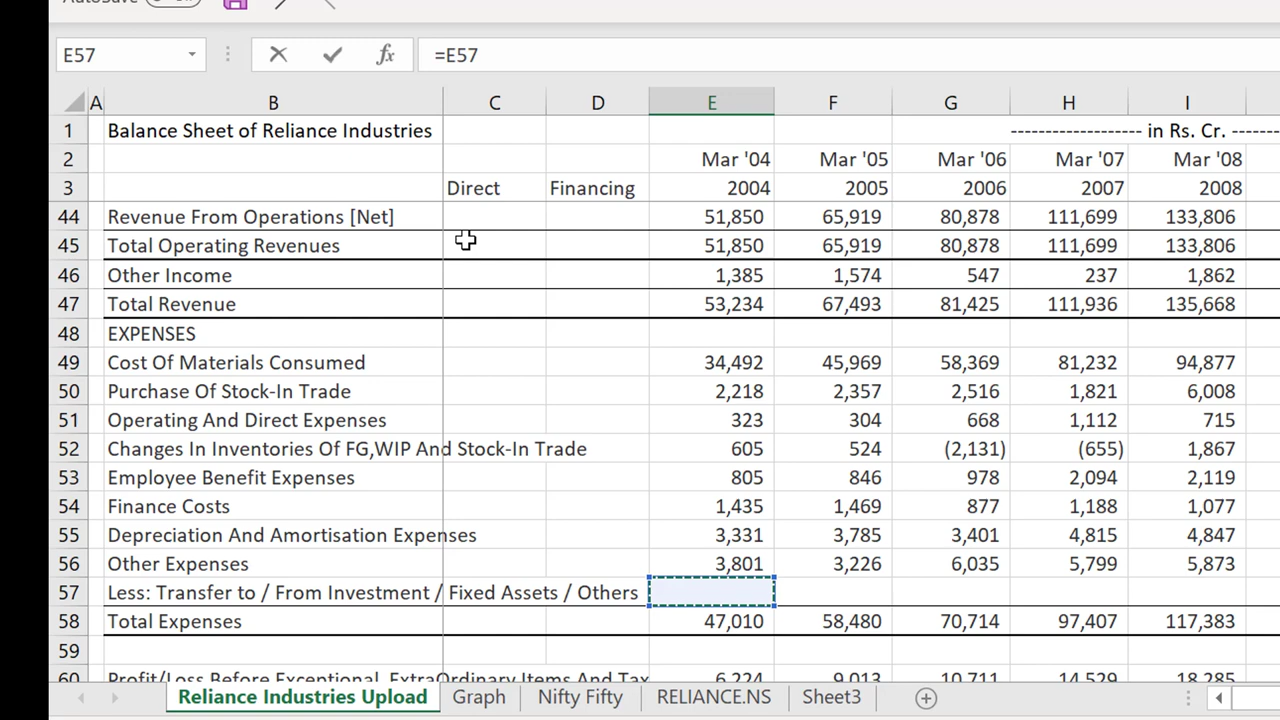 AutoSave
E57 fx =E57
A B C D E F G H I
1 Balance Sheet of Reliance Industries ------------------- in Rs. Cr. -------
2 Mar '04 Mar '05 Mar '06 Mar '07 Mar '08
3 Direct Financing 2004 2005 2006 2007 2008
44 Revenue From Operations [Net] 51,850 65,919 80,878 111,699 133,806
45 Total Operating Revenues 51,850 65,919 80,878 111,699 133,806
46 Other Income 1,385 1,574 547 237 1,862
47 Total Revenue 53,234 67,493 81,425 111,936 135,668
48 EXPENSES
49 Cost Of Materials Consumed 34,492 45,969 58,369 81,232 94,877
50 Purchase Of Stock-In Trade 2,218 2,357 2,516 1,821 6,008
51 Operating And Direct Expenses 323 304 668 1,112 715
52 Changes In Inventories Of FG,WIP And Stock-In Trade 605 524 (2,131) (655) 1,867
53 Employee Benefit Expenses 805 846 978 2,094 2,119
54 Finance Costs 1,435 1,469 877 1,188 1,077
55 Depreciation And Amortisation Expenses 3,331 3,785 3,401 4,815 4,847
56 Other Expenses 3,801 3,226 6,035 5,799 5,873
57 Less: Transfer to / From Investment / Fixed Assets / Others
58 Total Expenses 47,010 58,480 70,714 97,407 117,383
59
60 Profit/Loss Before Exceptional, ExtraOrdinary Items And Tax 6,224 9,013 10,711 14,529 18,285
Reliance Industries Upload Graph Nifty Fifty RELIANCE.NS Sheet3